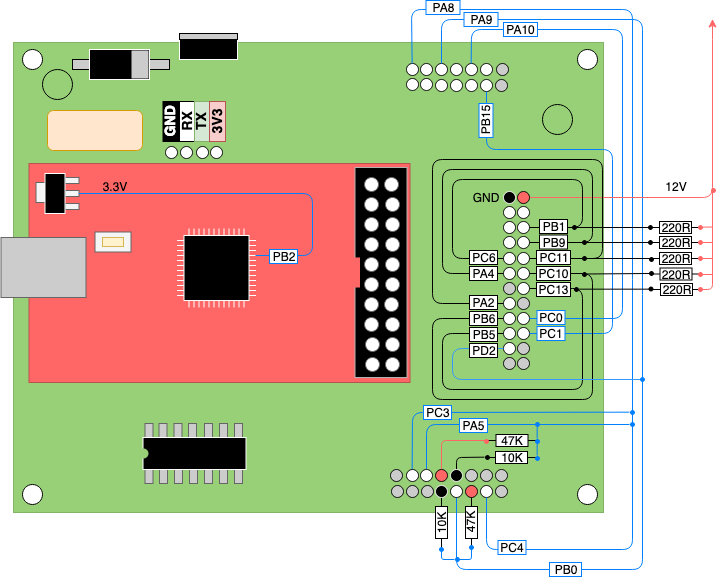 PA8
PA9
PA10
GND
RX
TX
3V3
PB15
3.3V
12V
GND
PB1
220R
PB9
220R
PB2
PC6
PC11
220R
PA4
PC10
220R
PC13
220R
PA2
PB6
PC0
PB5
PC1
PD2
PC3
PA5
47K
10K
10K
47K
PC4
PB0